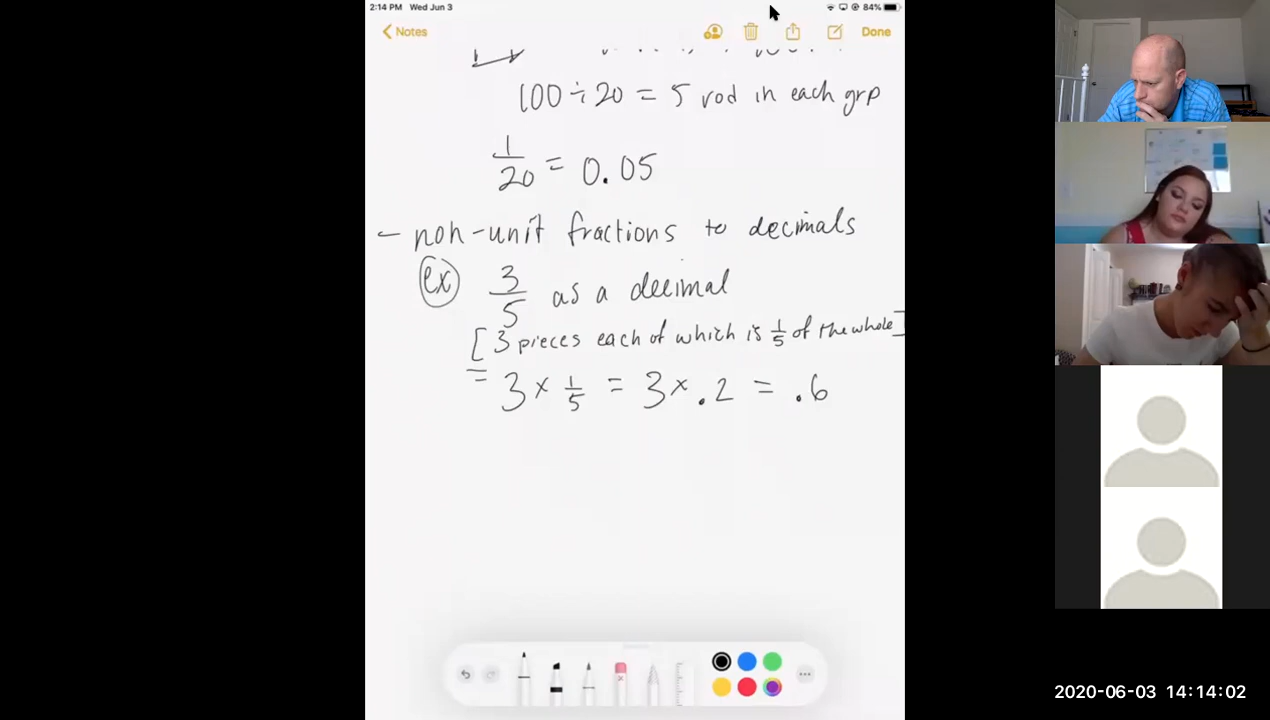 2:14 PM Wed Jun 3
84%
Notes
Done
100 ÷ 20 = 5 rod in each grp
1/20 = 0.05
- non-unit fractions to decimals
ex 3/5 as a decimal
[3 pieces each of which is 1/5 of the whole]
= 3 × 1/5 = 3 × .2 = .6
2020-06-03 14:14:02